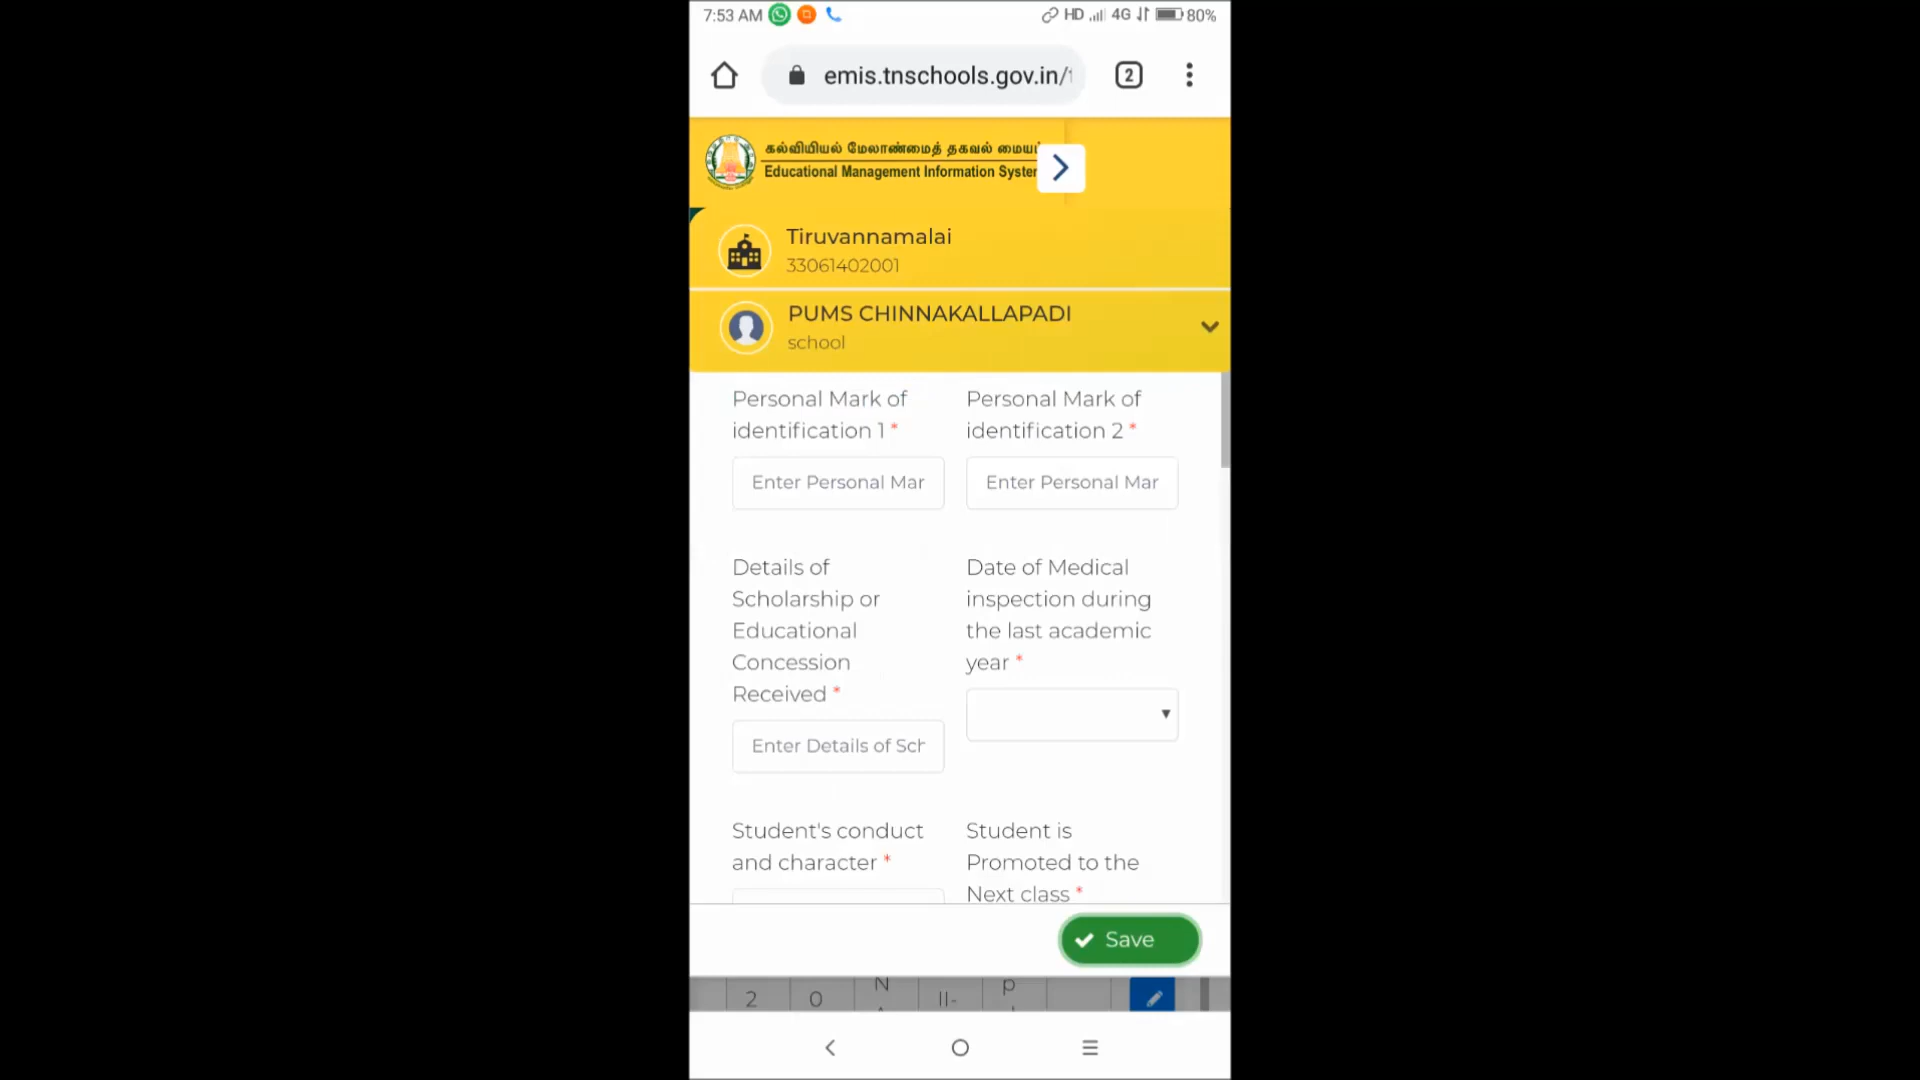 7:53 AM HD 4G 80%
emis.tnschools.gov.in/
2
கல்வியியல் மேலாண்மைத் தகவல்
Educational Management Information
Tiruvannamalai
33061402001
PUMS CHINNAKALLAPADI
school
Personal Mark of
identification 1 *
Personal Mark of
identification 2 *
Enter Personal Mar
Enter Personal Mar
Details of
Scholarship or
Educational
Concession
Received *
Date of Medical
inspection during
the last academic
year *
Enter Details of Sch
Student's conduct
and character *
Student is
Promoted to the
Next class *
Save
2 0 N II- p